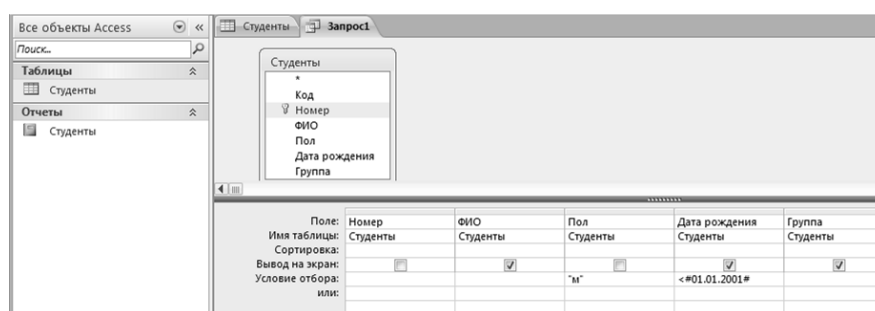 Все объекты Access
Поиск...
Таблицы
Студенты
Отчеты
Студенты
Студенты Запрос1
Студенты
*
Код
Номер
ФИО
Пол
Дата рождения
Группа
Поле: Номер ФИО Пол Дата рождения Группа
Имя таблицы: Студенты Студенты Студенты Студенты Студенты
Сортировка:
Вывод на экран:
Условие отбора: "м" <#01.01.2001#
или: